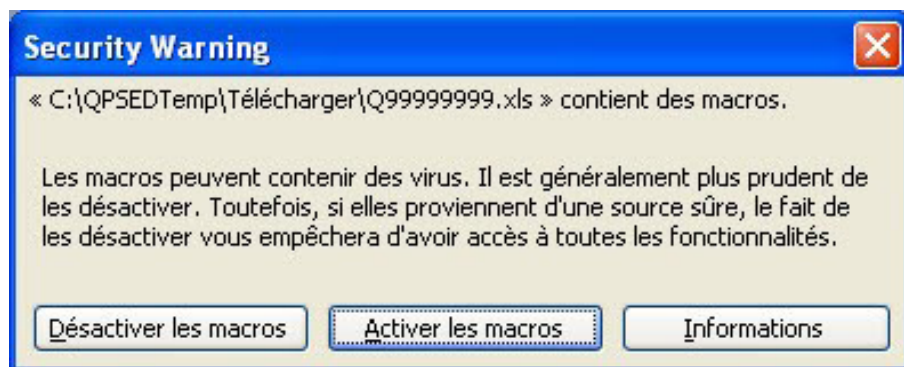 Security Warning
« C:\QPSEDTemp\Télécharger\Q99999999.xls » contient des macros.
Les macros peuvent contenir des virus. Il est généralement plus prudent de
les désactiver. Toutefois, si elles proviennent d'une source sûre, le fait de
les désactiver vous empêchera d'avoir accès à toutes les fonctionnalités.
Désactiver les macros Activer les macros Informations